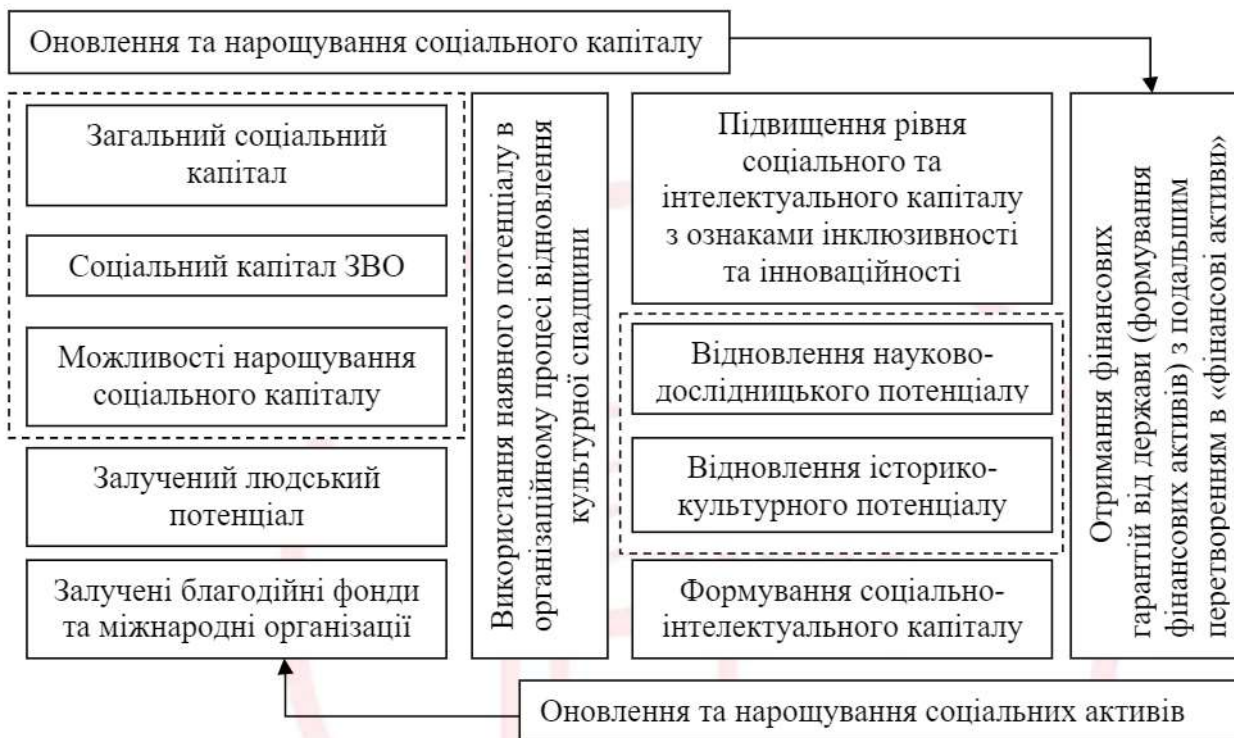 Оновлення та нарощування соціального капіталу
Загальний соціальний
капітал
Соціальний капітал ЗВО
Можливості нарощування
соціального капіталу
Залучений людський
потенціал
Залучені благодійні фонди
та міжнародні організації
Використання наявного потенціалу в
організаційному процесі відновлення
культурної спадщини
Підвищення рівня
соціального та
інтелектуального капіталу
з ознаками інклюзивності
та інноваційності
Відновлення науково-
дослідницького потенціалу
Відновлення історико-
культурного потенціалу
Формування соціально-
інтелектуального капіталу
Отримання фінансових
гарантій від держави (формування
фінансових активів) з подальшим
перетворенням в «фінансові активи»
Оновлення та нарощування соціальних активів